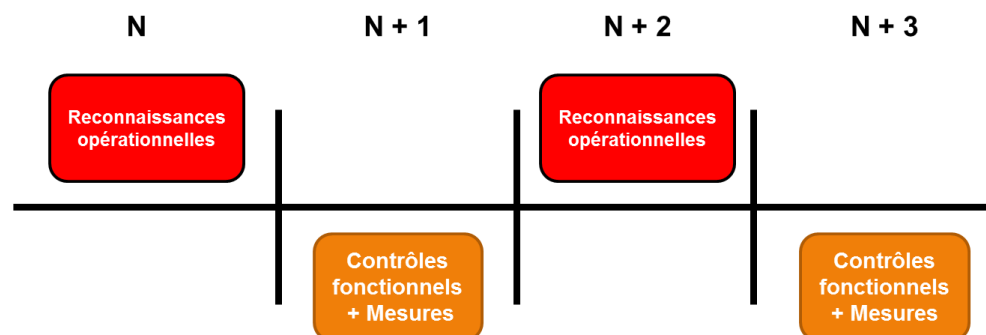 N
N + 1
N + 2
N + 3
Reconnaissances
opérationnelles
Reconnaissances
opérationnelles
Contrôles
fonctionnels
+ Mesures
Contrôles
fonctionnels
+ Mesures